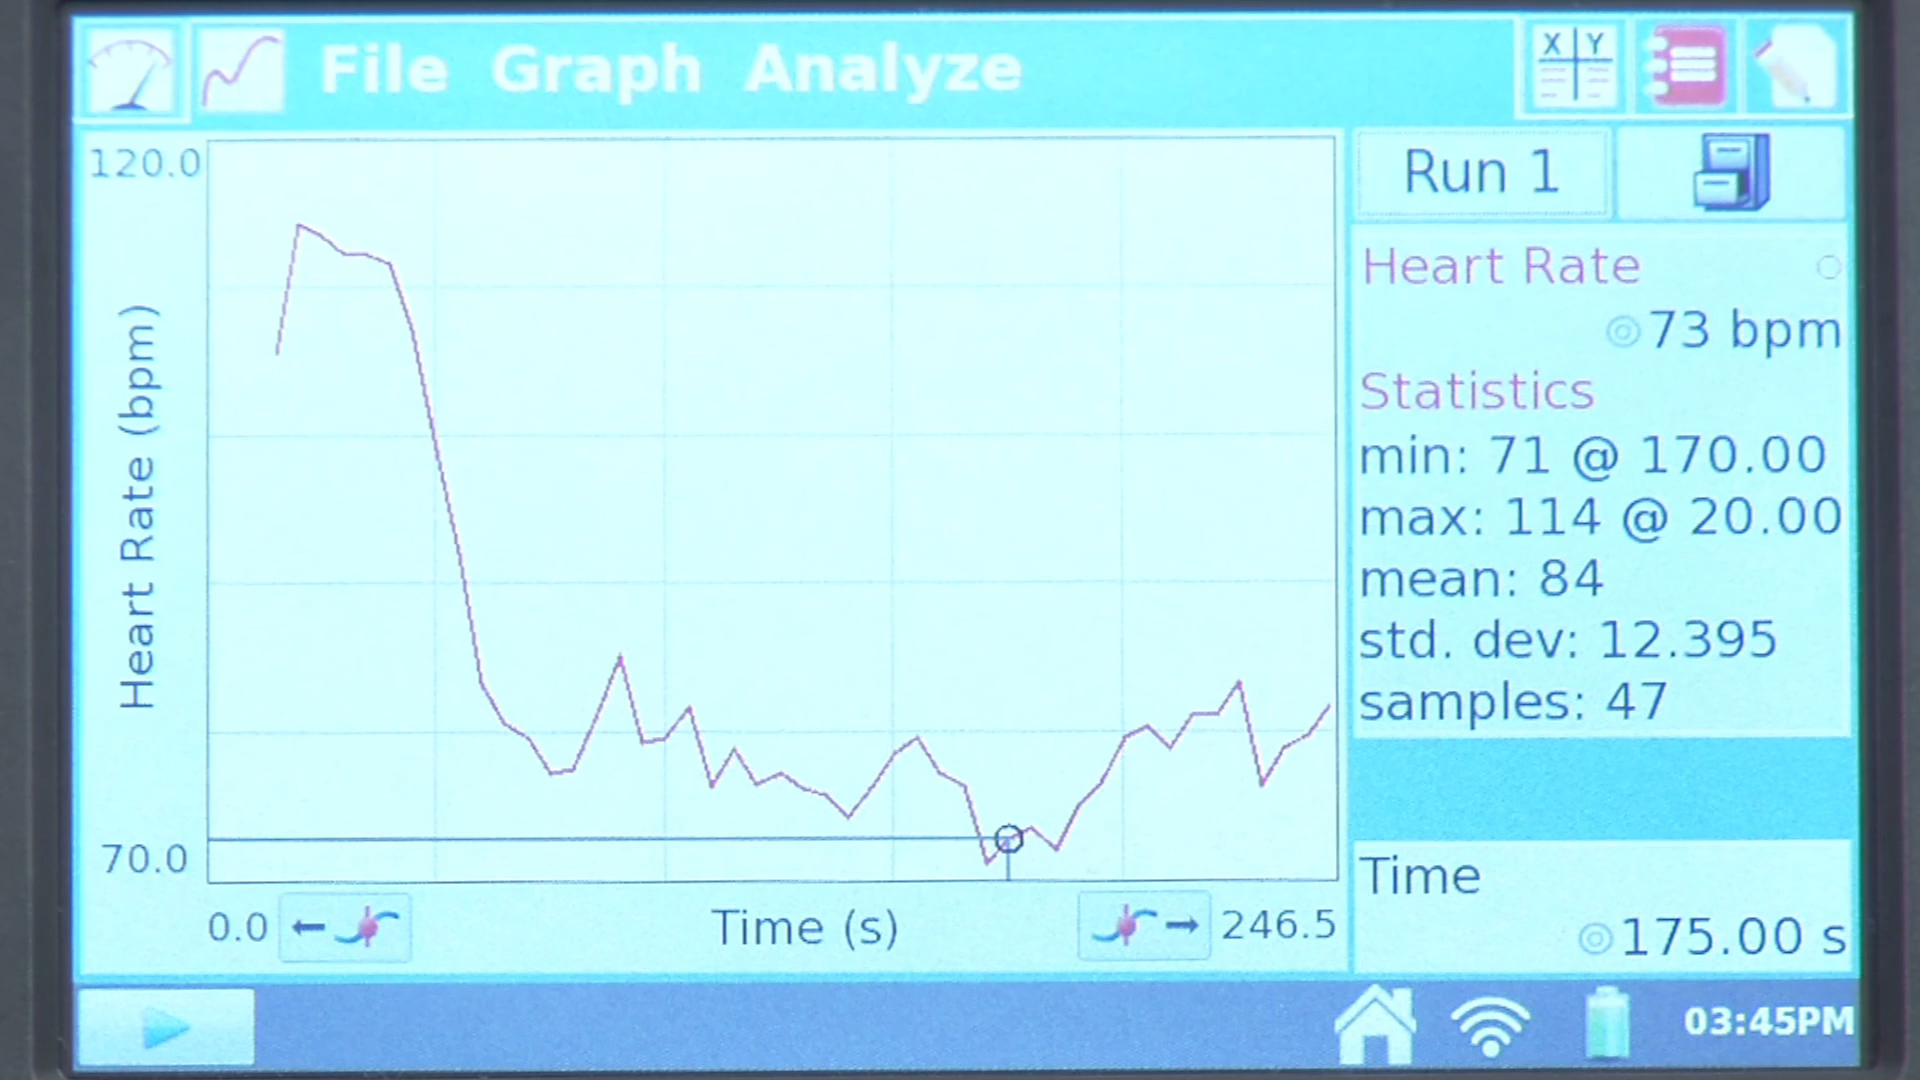 File Graph Analyze
X Y
120.0
Heart Rate (bpm)
70.0
0.0
Time (s)
246.5
Run 1
Heart Rate
73 bpm
Statistics
min: 71 @ 170.00
max: 114 @ 20.00
mean: 84
std. dev: 12.395
samples: 47
Time
175.00 s
03:45PM